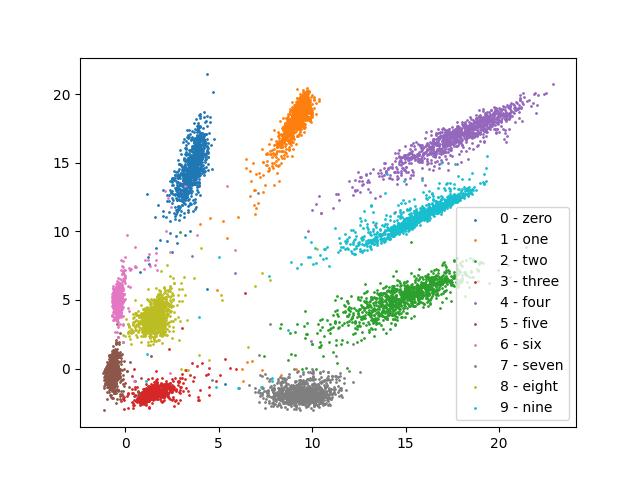 20
15
10
5
0
0
5
10
15
20
0 - zero
1 - one
2 - two
3 - three
4 - four
5 - five
6 - six
7 - seven
8 - eight
9 - nine